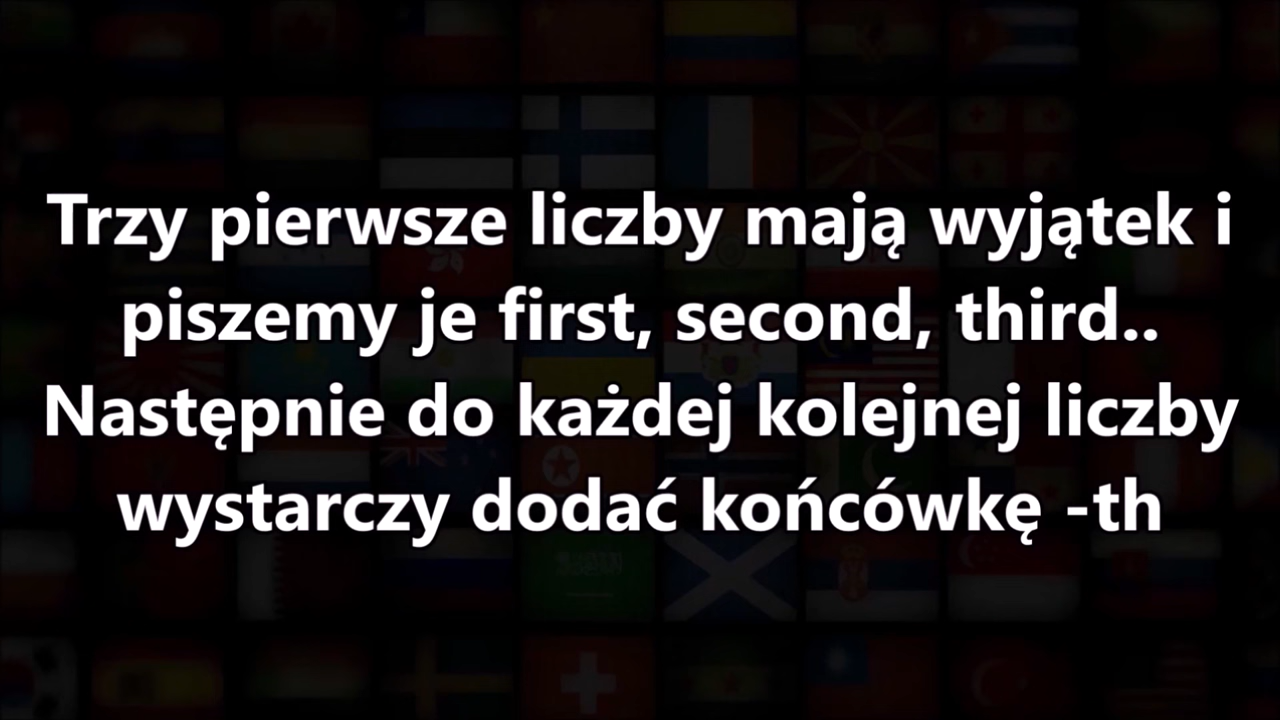 Trzy pierwsze liczby mają wyjątek i
piszemy je first, second, third..
Następnie do każdej kolejnej liczby
wystarczy dodać końcówkę -th